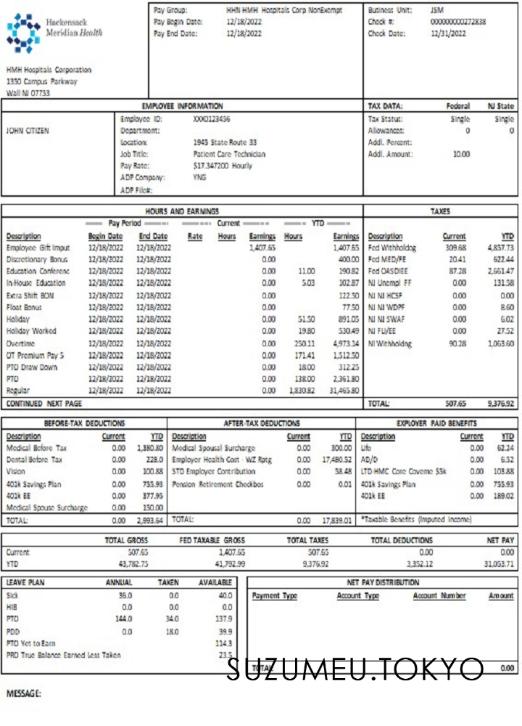 Hackensack
Meridian Health
HMH Hospitals Corporation
1350 Campus Parkway
Wall NJ 07753
Pay Group: HHN HMH Hospitals Corp NonExempt
Pay Begin Date: 12/18/2022
Pay End Date: 12/18/2022
Business Unit: JSM
Check #: 000000000272838
Check Date: 12/31/2022
EMPLOYEE INFORMATION
JOHN CITIZEN
Employee ID: XXX0123456
Department:
Location: 1945 State Route 33
Job Title: Patient Care Technician
Pay Rate: $17.347200 Hourly
ADP Company: YNG
ADP File#:
TAX DATA: Federal NJ State
Tax Status: Single Single
Allowances: 0 0
Addl. Percent:
Addl. Amount: 10.00
HOURS AND EARNINGS
Pay Period Current YTD
Description Begin Date End Date Rate Hours Earnings Hours Earnings
Employee Gift Imput 12/18/2022 12/18/2022 1,407.65 1,407.65
Discretionary Bonus 12/18/2022 12/18/2022 0.00 400.00
Education Conferenc 12/18/2022 12/18/2022 0.00 11.00 190.82
In-House Education 12/18/2022 12/18/2022 0.00 5.03 102.87
Extra Shift BON 12/18/2022 12/18/2022 0.00 122.50
Float Bonus 12/18/2022 12/18/2022 0.00 77.50
Holiday 12/18/2022 12/18/2022 0.00 51.50 891.05
Holiday Worked 12/18/2022 12/18/2022 0.00 19.80 530.49
Overtime 12/18/2022 12/18/2022 0.00 250.11 4,973.14
OT Premium Pay 5 12/18/2022 12/18/2022 0.00 171.41 1,512.50
PTO Draw Down 12/18/2022 12/18/2022 0.00 18.00 312.25
PTO 12/18/2022 12/18/2022 0.00 138.00 2,361.80
Regular 12/18/2022 12/18/2022 0.00 1,830.82 31,465.80
CONTINUED NEXT PAGE
TAXES
Description Current YTD
Fed Withholdng 309.68 4,857.73
Fed MED/EE 20.41 622.44
Fed OASDI/EE 87.28 2,661.47
NJ Unempl FF 0.00 131.58
NJ NJ HCSF 0.00 0.00
NJ NJ WDPF 0.00 8.60
NJ NJ SWAF 0.00 6.02
NJ FLI/EE 0.00 27.52
NJ Withholdng 90.28 1,063.60
TOTAL: 507.65 9,376.92
BEFORE-TAX DEDUCTIONS
Description Current YTD
Medical Before Tax 0.00 1,380.80
Dental Before Tax 0.00 228.0
Vision 0.00 100.88
401k Savings Plan 0.00 755.93
401k EE 0.00 377.95
Medical Spouse Surcharge 0.00 150.00
TOTAL: 0.00 2,993.64
AFTER-TAX DEDUCTIONS
Description Current YTD
Medical Spousal Surcharge 0.00 300.00
Employer Health Cost - WZ Rptg 0.00 17,480.52
STD Employer Contribution 0.00 58.48
Pension Retirement Checkbos 0.00 0.01
TOTAL: 0.00 17,839.01
EXPLOYER PAID BENEFITS
Description Current YTD
Life 0.00 62.24
AD/D 0.00 6.52
LTD HMC Core Coverne $5k 0.00 103.88
401k Savings Plan 0.00 755.93
401k EE 0.00 189.02
*Taxable Benefits (Imputed Income)
TOTAL GROSS FED TAXABLE GROSS TOTAL TAXES TOTAL DEDUCTIONS NET PAY
Current 507.65 1,407.65 507.65 0.00 0.00
YTD 43,782.75 41,792.99 9,376.92 3,352.12 31,053.71
LEAVE PLAN ANNUAL TAKEN AVAILABLE
Sick 36.0 0.0 40.0
HIB 0.0 0.0 0.0
PTO 144.0 34.0 137.9
PDD 0.0 18.0 39.9
PTO Yet to Earn 114.3
PRD True Balance Earned Less Taken 23.5
NET PAY DISTRIBUTION
Payment Type Account Type Account Number Amount
TOTAL 0.00
SUZUMEU.TOKYO
MESSAGE: